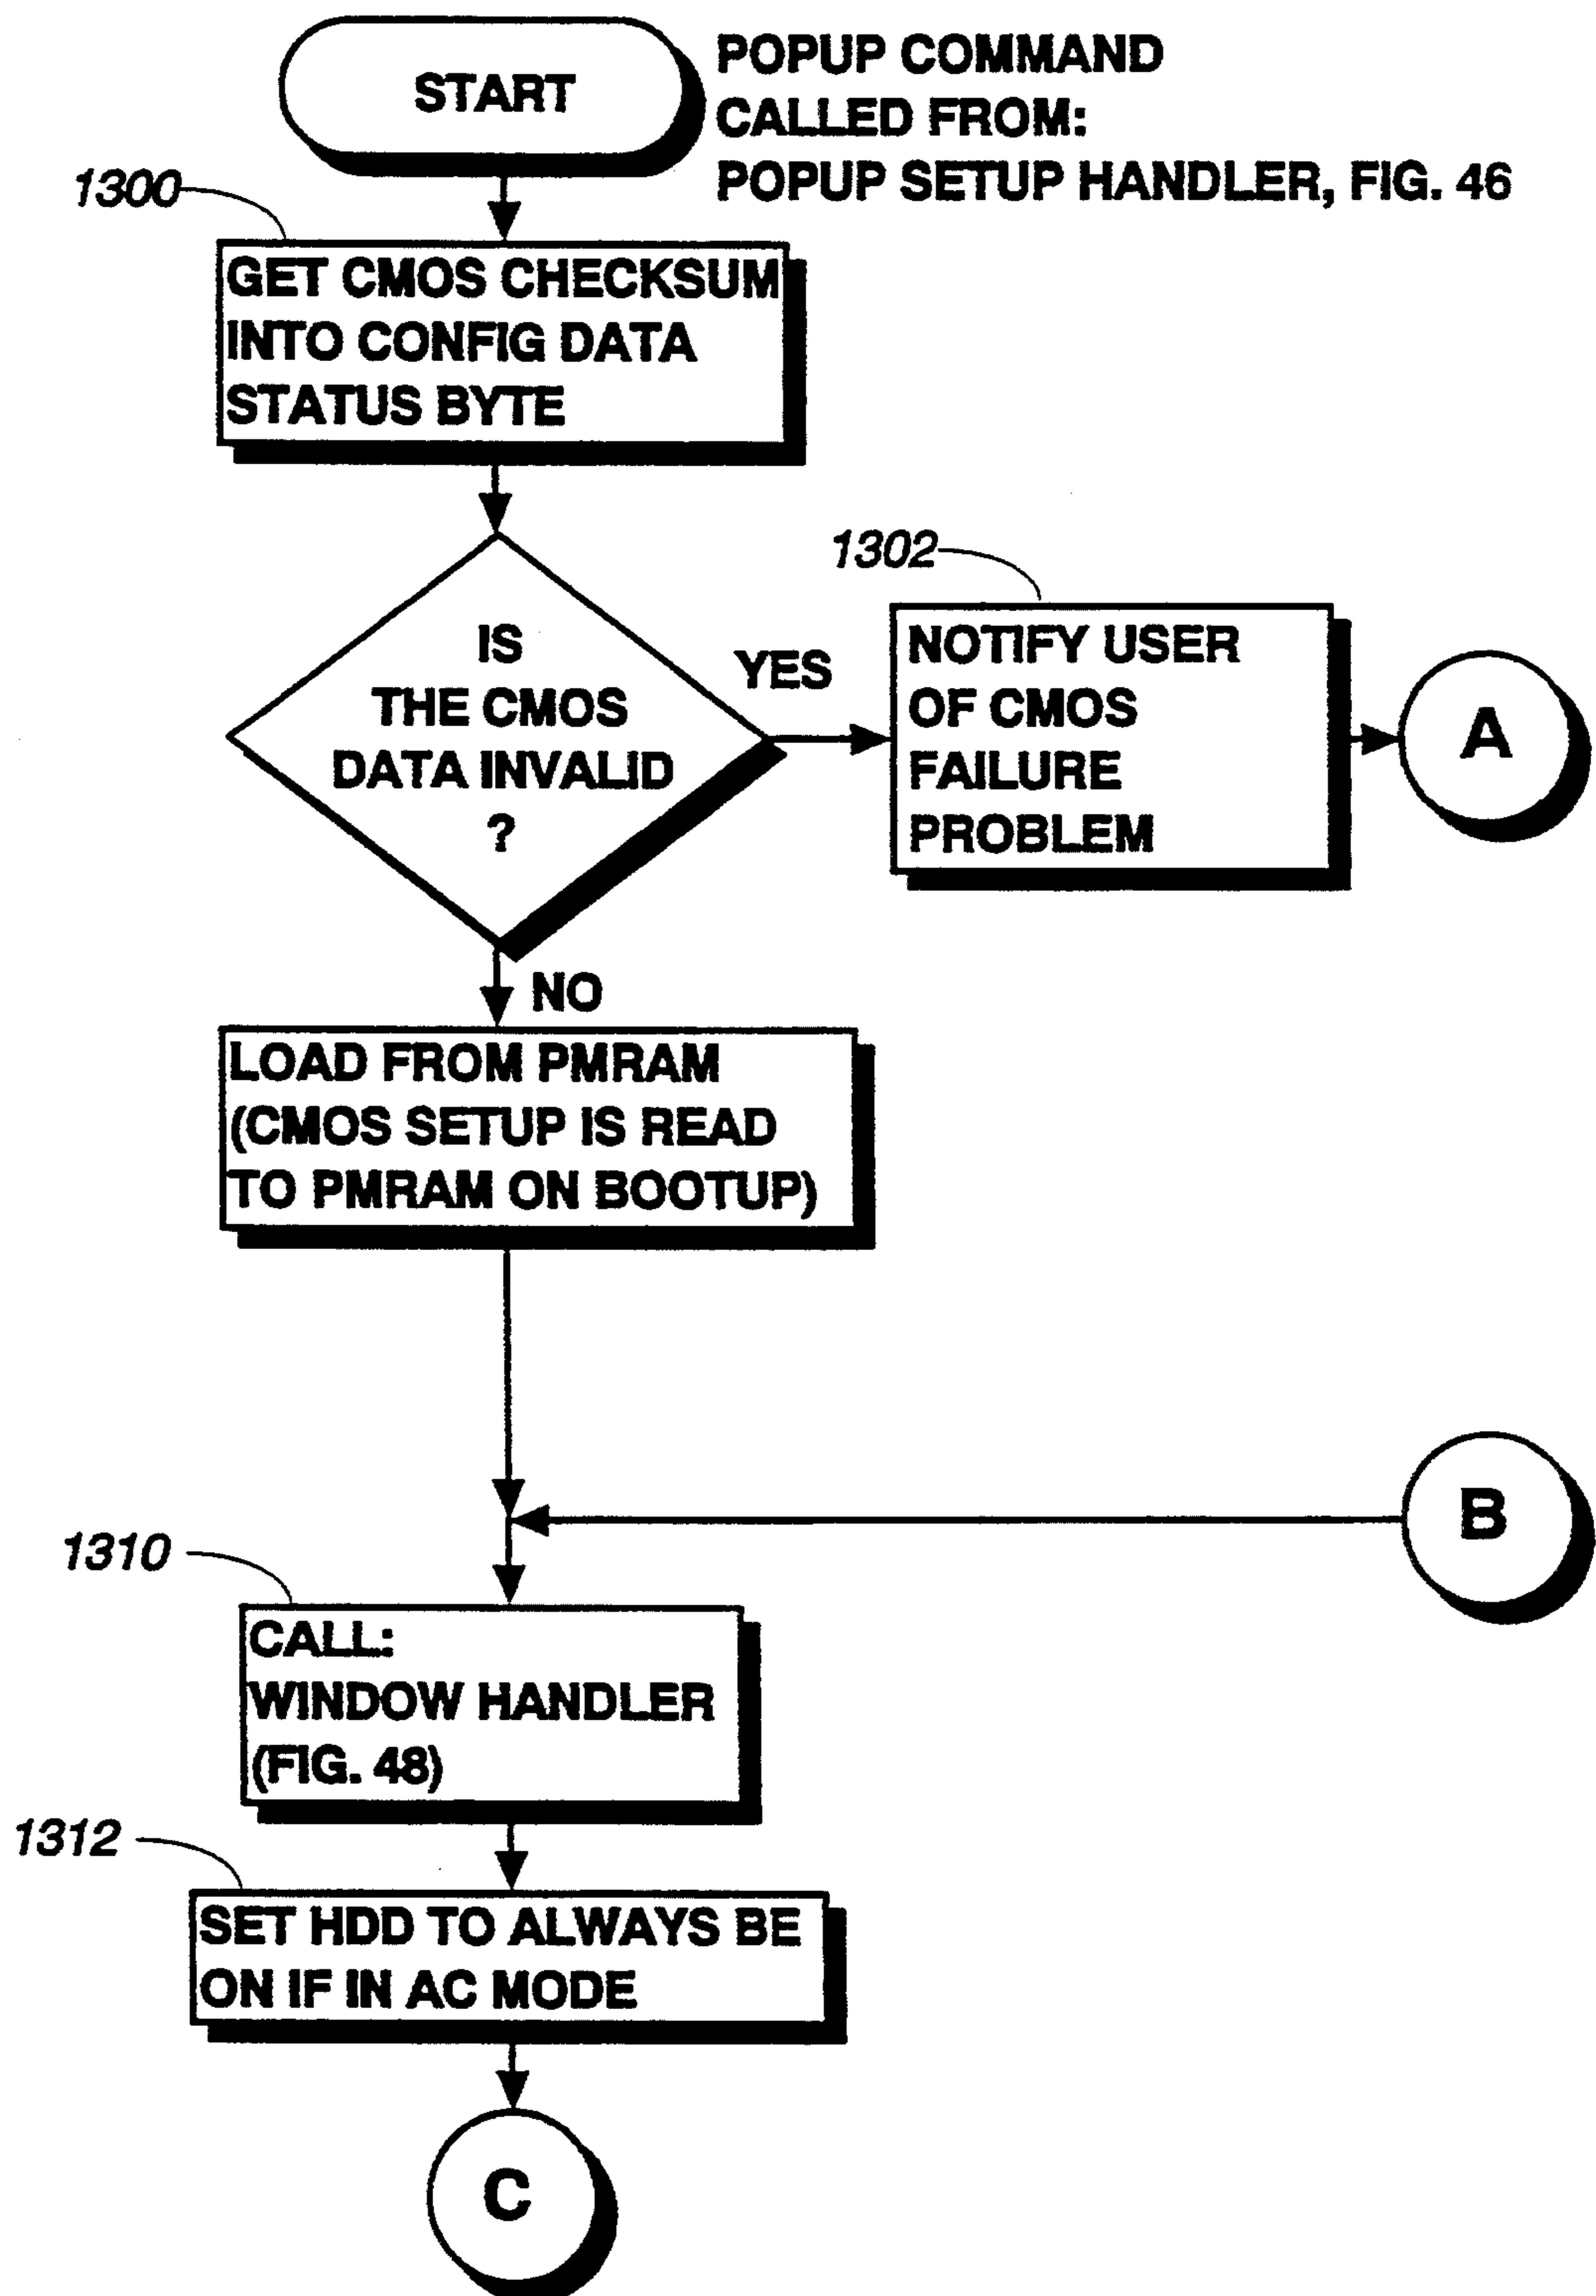 START
POPUP COMMAND
CALLED FROM:
POPUP SETUP HANDLER, FIG. 46
1300
GET CMOS CHECKSUM
INTO CONFIG DATA
STATUS BYTE
IS
THE CMOS
DATA INVALID
?
YES
1302
NOTIFY USER
OF CMOS
FAILURE
PROBLEM
A
NO
LOAD FROM PMRAM
(CMOS SETUP IS READ
TO PMRAM ON BOOTUP)
B
1310
CALL:
WINDOW HANDLER
(FIG. 48)
1312
SET HDD TO ALWAYS BE
ON IF IN AC MODE
C